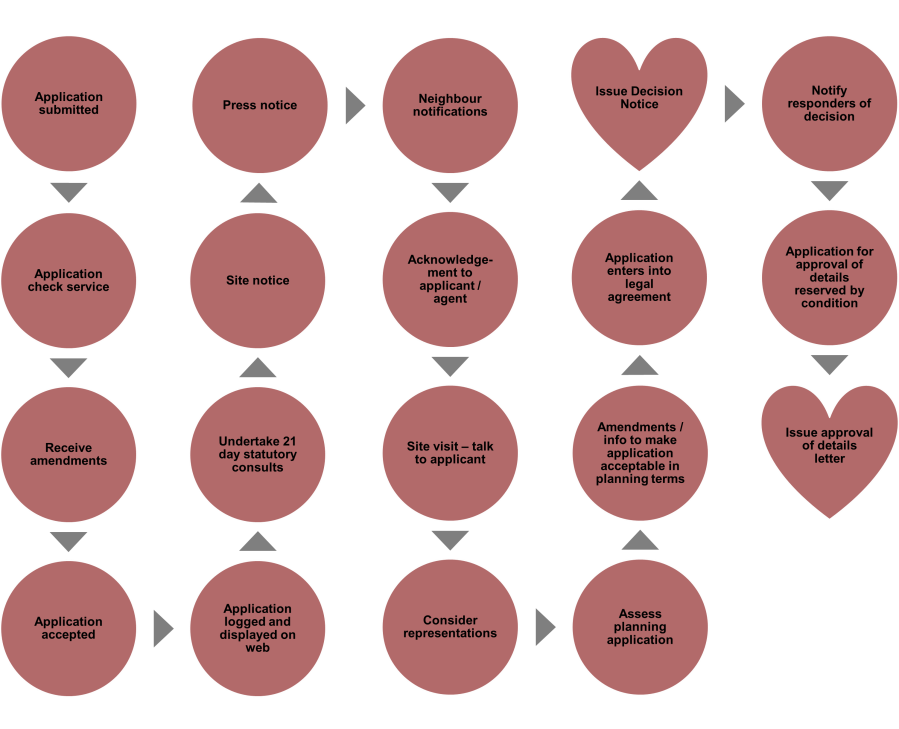 Application
submitted
Application
check service
Receive
amendments
Application
accepted
Application
logged and
displayed on
web
Undertake 21
day statutory
consults
Site notice
Press notice
Neighbour
notifications
Acknowledge-
ment to
applicant /
agent
Site visit – talk
to applicant
Consider
representations
Assess
planning
application
Amendments /
info to make
application
acceptable in
planning terms
Application
enters into
legal
agreement
Issue Decision
Notice
Notify
responders of
decision
Application for
approval of
details
reserved by
condition
Issue approval
of details
letter